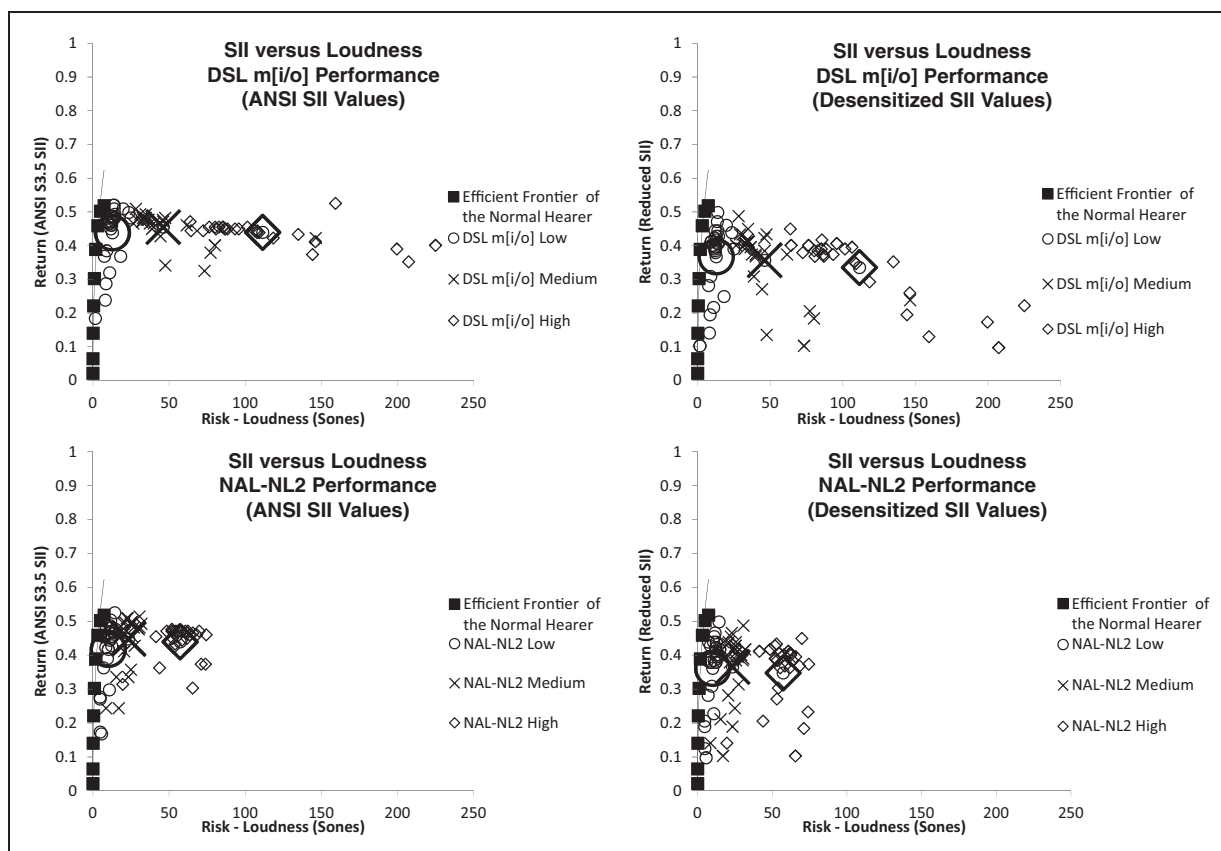 SII versus Loudness
DSL m[i/o] Performance
(ANSI SII Values)
Return (ANSI S3.5 SII)
1
0.9
0.8
0.7
0.6
0.5
0.4
0.3
0.2
0.1
0
0 50 100 150 200 250
Risk - Loudness (Sones)
Efficient Frontier of
the Normal Hearer
DSL m[i/o] Low
DSL m[i/o] Medium
DSL m[i/o] High
SII versus Loudness
DSL m[i/o] Performance
(Desensitized SII Values)
Return (Reduced SII)
1
0.9
0.8
0.7
0.6
0.5
0.4
0.3
0.2
0.1
0
0 50 100 150 200 250
Risk - Loudness (Sones)
Efficient Frontier of
the Normal Hearer
DSL m[i/o] Low
DSL m[i/o] Medium
DSL m[i/o] High
SII versus Loudness
NAL-NL2 Performance
(ANSI SII Values)
Return (ANSI S3.5 SII)
1
0.9
0.8
0.7
0.6
0.5
0.4
0.3
0.2
0.1
0
0 50 100 150 200 250
Risk - Loudness (Sones)
Efficient Frontier of
the Normal Hearer
NAL-NL2 Low
NAL-NL2 Medium
NAL-NL2 High
SII versus Loudness
NAL-NL2 Performance
(Desensitized SII Values)
Return (Reduced SII)
1
0.9
0.8
0.7
0.6
0.5
0.4
0.3
0.2
0.1
0
0 50 100 150 200 250
Risk - Loudness (Sones)
Efficient Frontier of
the Normal Hearer
NAL-NL2 Low
NAL-NL2 Medium
NAL-NL2 High